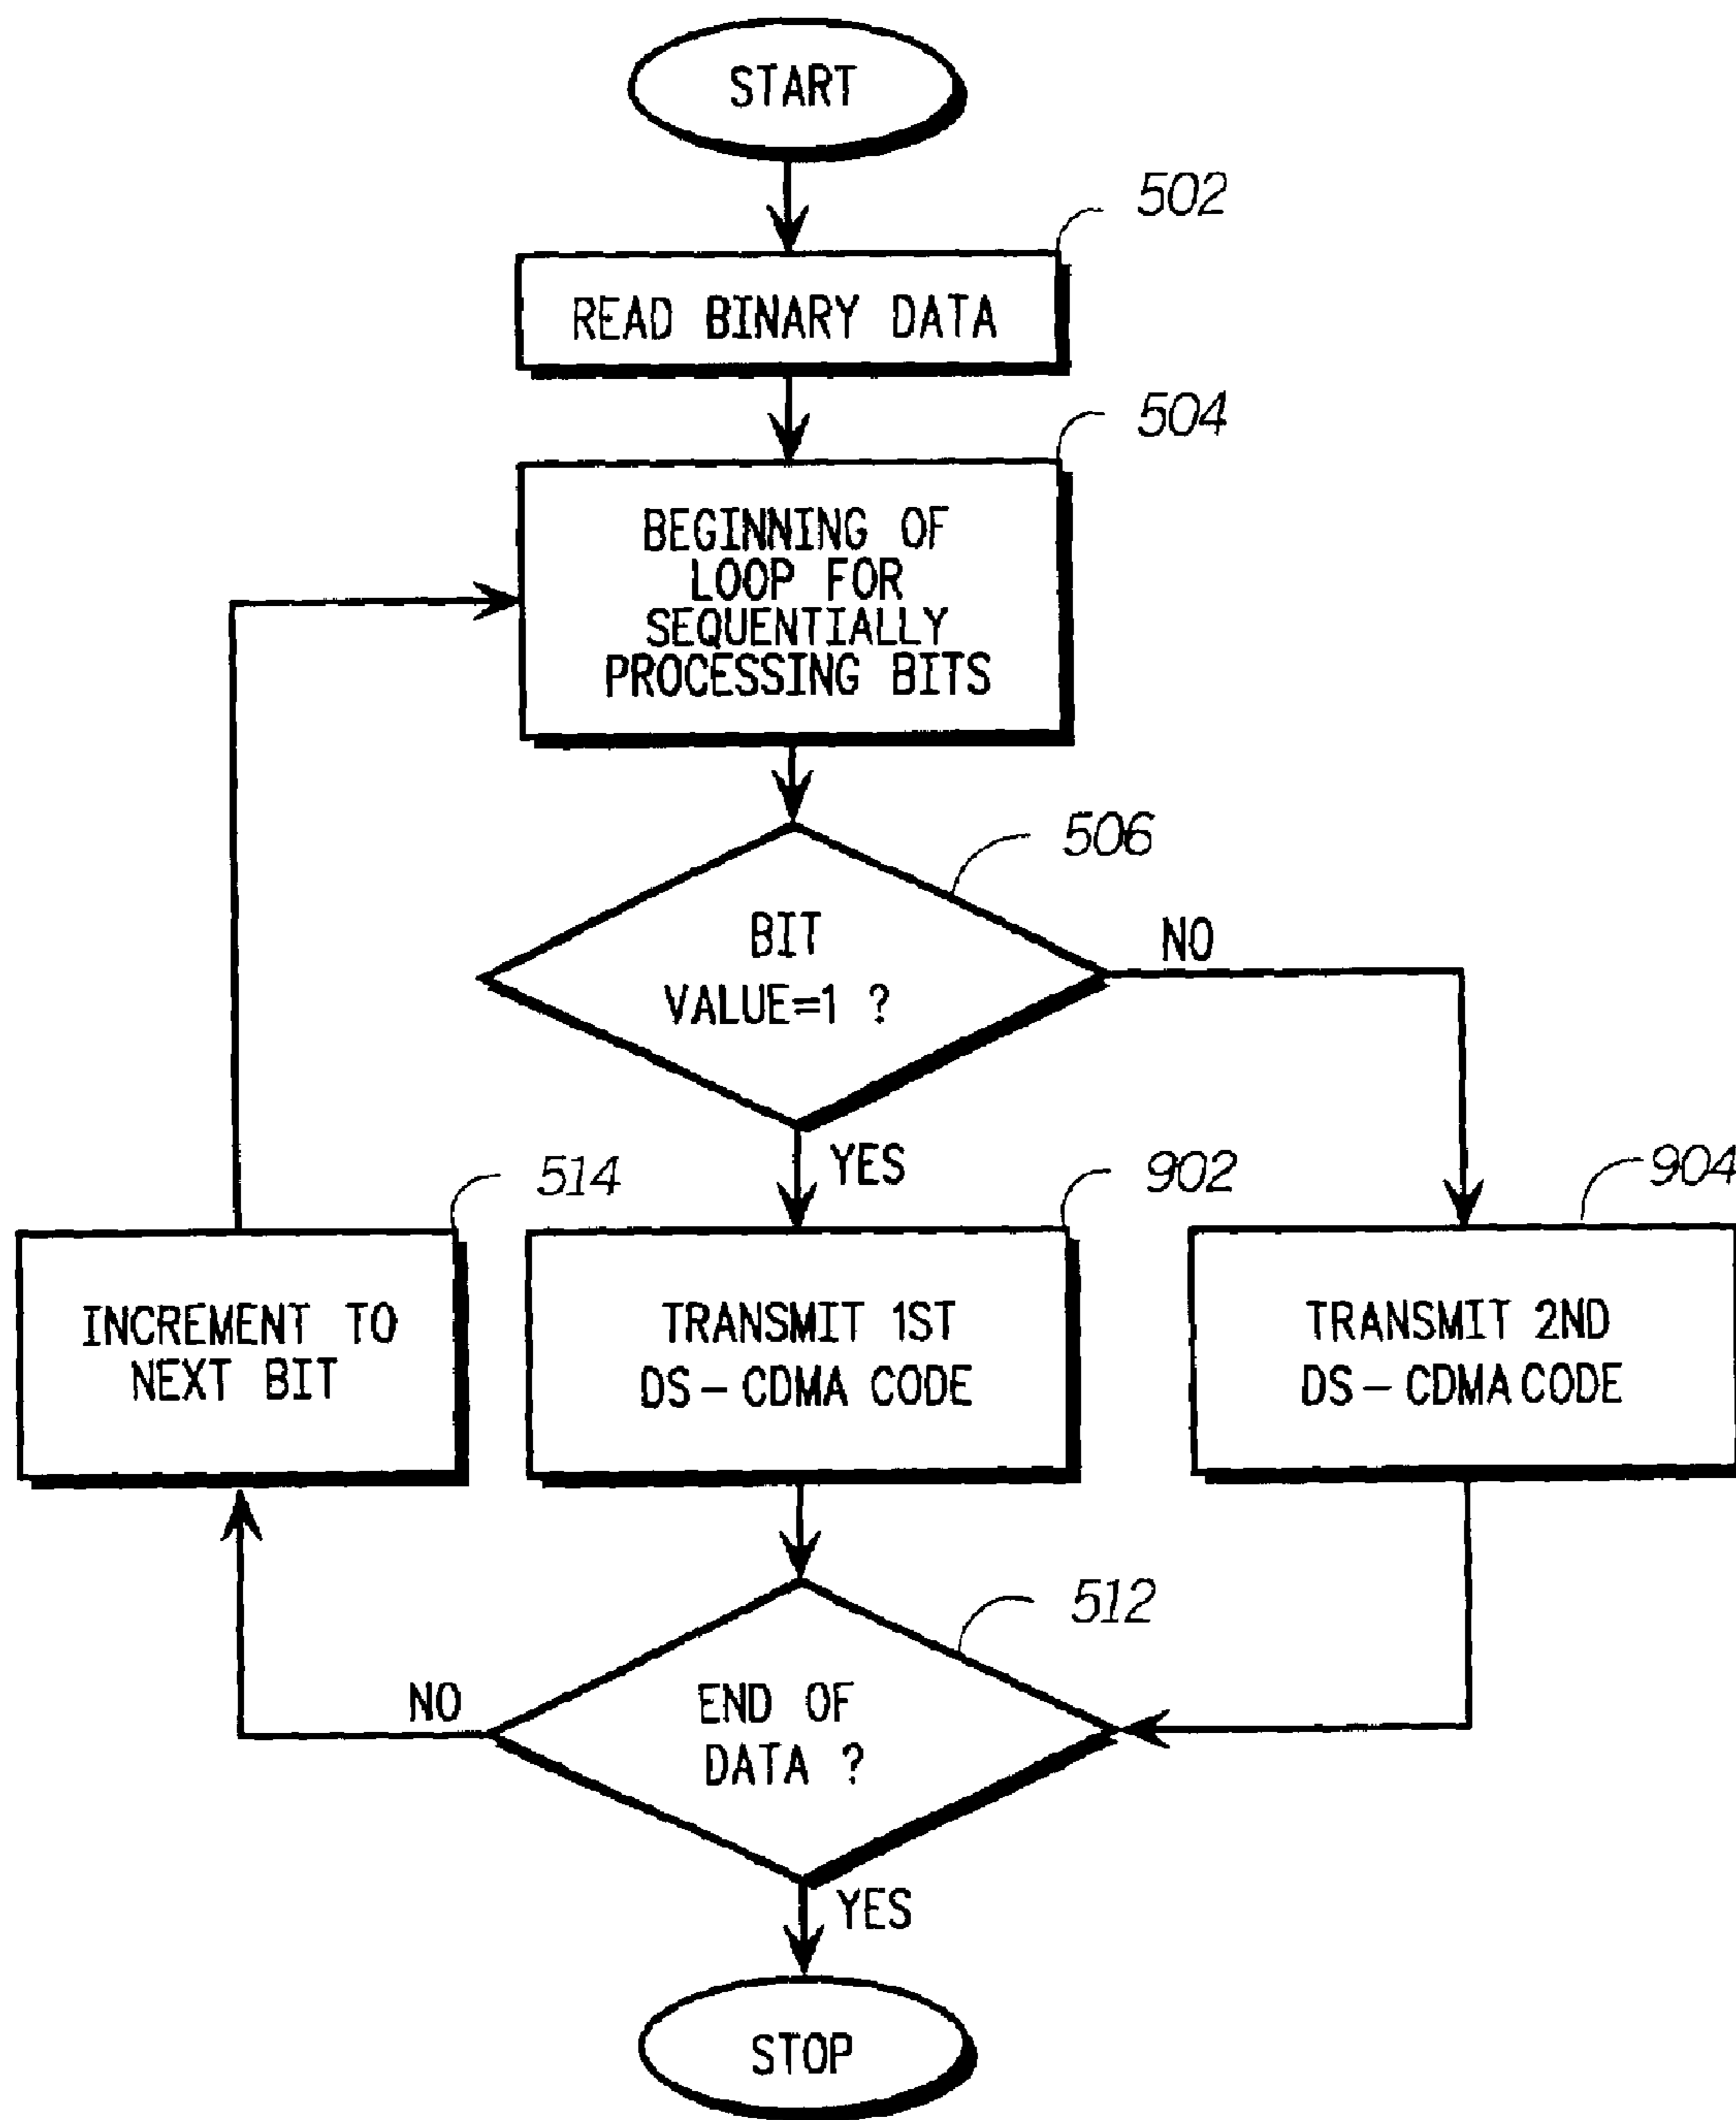 START
502
READ BINARY DATA
504
BEGINNING OF
LOOP FOR
SEQUENTIALLY
PROCESSING BITS
506
BIT
VALUE=1 ?
NO
YES
514
902
904
INCREMENT TO
NEXT BIT
TRANSMIT 1ST
DS-CDMA CODE
TRANSMIT 2ND
DS-CDMA CODE
512
NO
END OF
DATA ?
YES
STOP